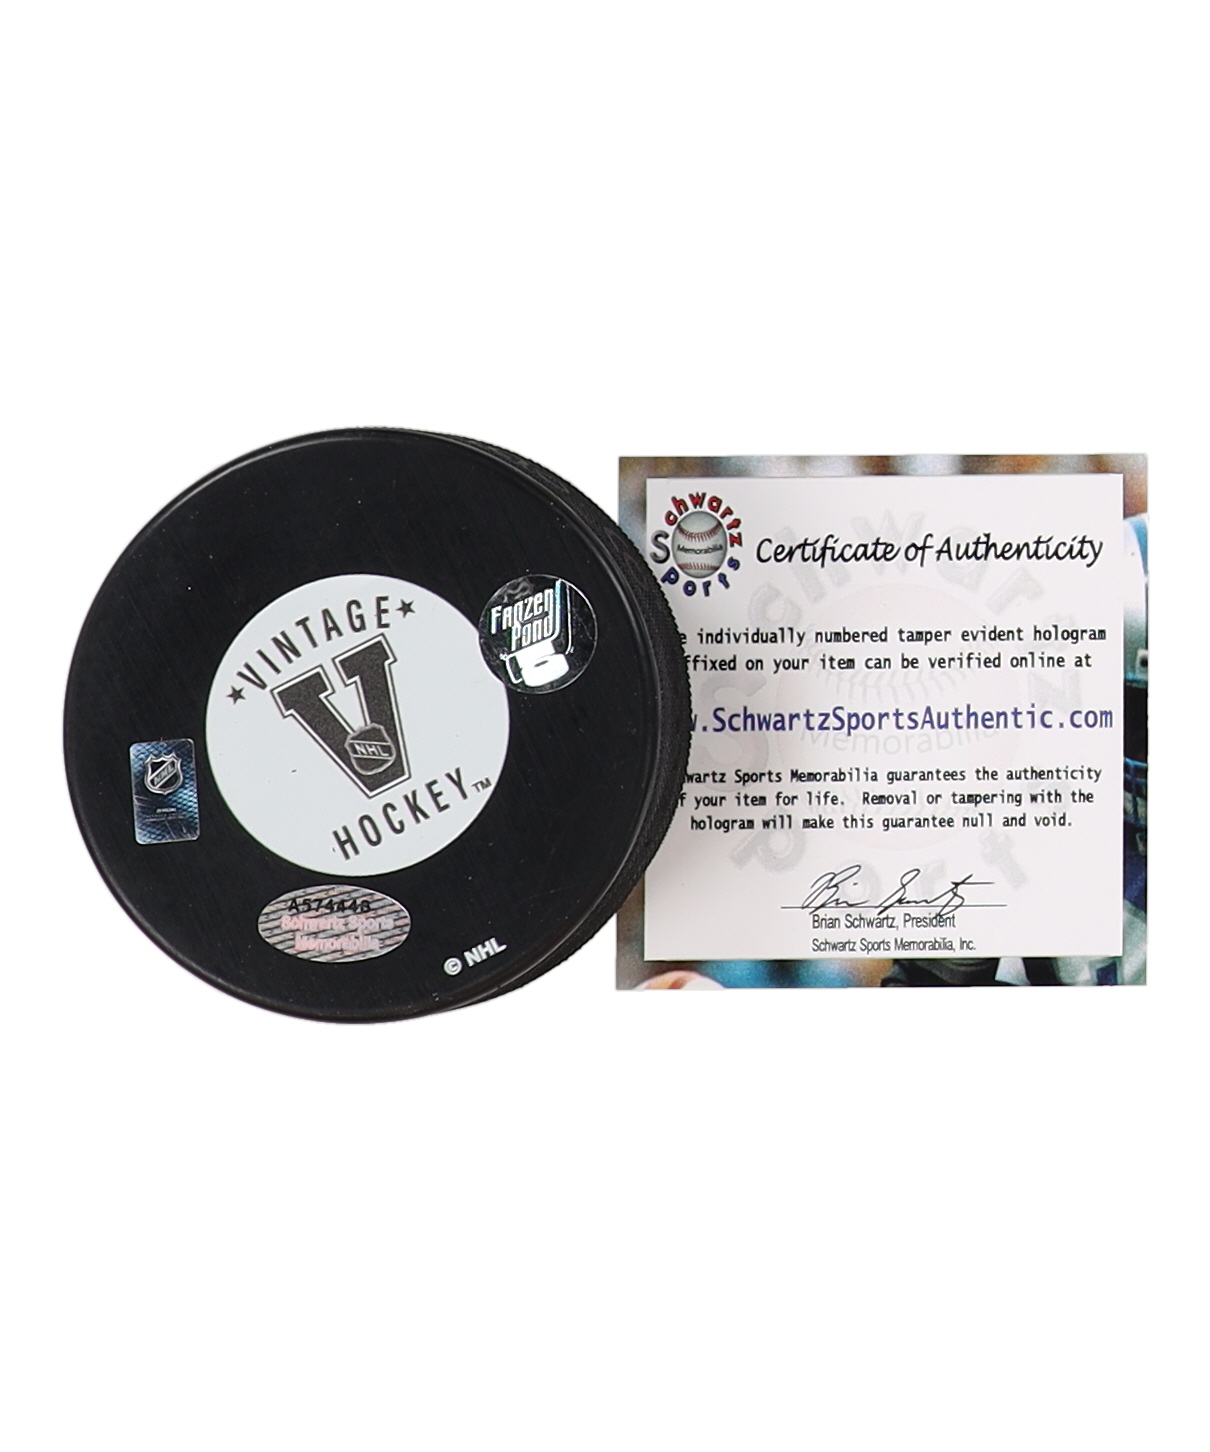 VINTAGE
V
NHL
HOCKEY™
Fanzen
Pond
NHL
A574448
Schwartz Sports
Memorabilia
© NHL
Schwartz
Sports
Memorabilia
Certificate of Authenticity
individually numbered tamper evident hologram
ffixed on your item can be verified online at
.SchwartzSportsAuthentic.com
wartz Sports Memorabilia guarantees the authenticity
f your item for life. Removal or tampering with the
hologram will make this guarantee null and void.
Brian Schwartz, President
Schwartz Sports Memorabilia, Inc.